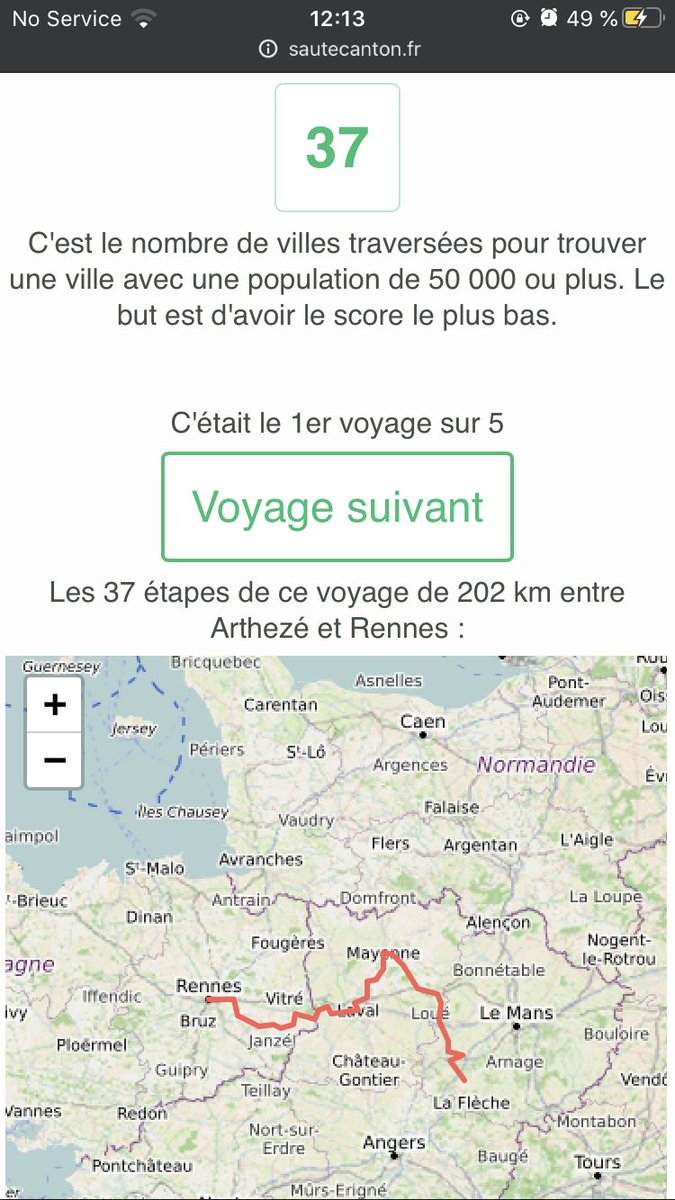 No Service 12:13 49 %
sautecanton.fr
37
C'est le nombre de villes traversées pour trouver
une ville avec une population de 50 000 ou plus. Le
but est d'avoir le score le plus bas.
C'était le 1er voyage sur 5
Voyage suivant
Les 37 étapes de ce voyage de 202 km entre
Arthezé et Rennes :
Guernesey
Bricquebec
+
−
Asnelles
Pont-
Audemer
Carentan
Jersey
Caen
Périers
St-Lô
Argences
Normandie
Îles Chausey
Vaudry
Falaise
aimpol
Flers
Argentan
L'Aigle
St-Malo
Avranches
-Brieuc
Antrain
Domfront
La Loupe
Dinan
Alençon
Fougères
Mayenne
Nogent-
le-Rotrou
agne
Bonnétable
Rennes
Iffendic
Vitré
Laval
Loué
Le Mans
ivy
Bruz
Bouloire
Ploërmel
Janzé
Château-
Gontier
Arnage
Guipry
Teillay
Vendô
La Flèche
Vannes
Redon
Montabon
Nort-sur-
Erdre
Angers
Baugé
Pontchâteau
Tours
Mûrs-Erigné